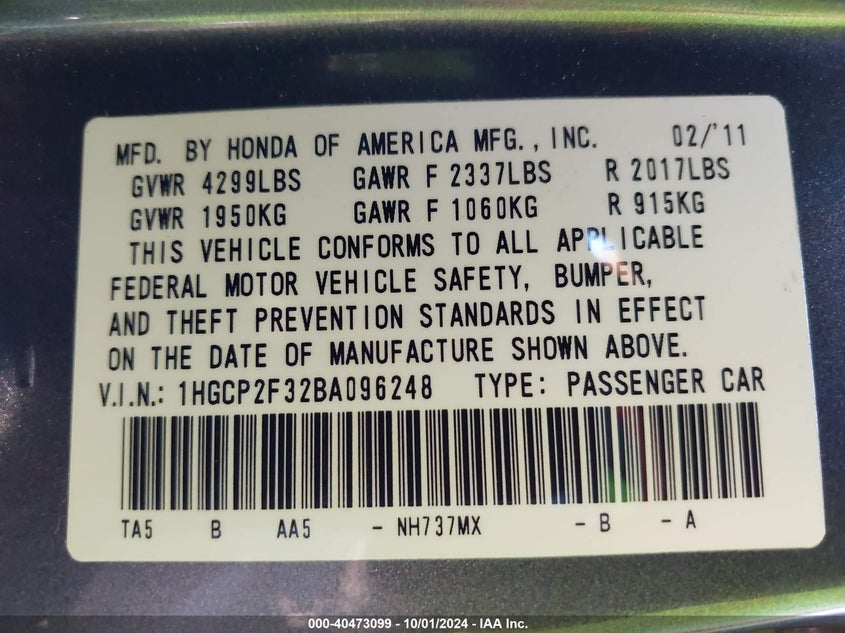 MFD. BY HONDA OF AMERICA MFG., INC. 02/'11
GVWR 4299LBS GAWR F 2337LBS R 2017LBS
GVWR 1950KG GAWR F 1060KG R 915KG
THIS VEHICLE CONFORMS TO ALL APPLICABLE
FEDERAL MOTOR VEHICLE SAFETY, BUMPER,
AND THEFT PREVENTION STANDARDS IN EFFECT
ON THE DATE OF MANUFACTURE SHOWN ABOVE.
V.I.N.: 1HGCP2F32BA096248 TYPE: PASSENGER CAR
TA5 B AA5 - NH737MX - B - A
000-40473099 - 10/01/2024 - IAA Inc.